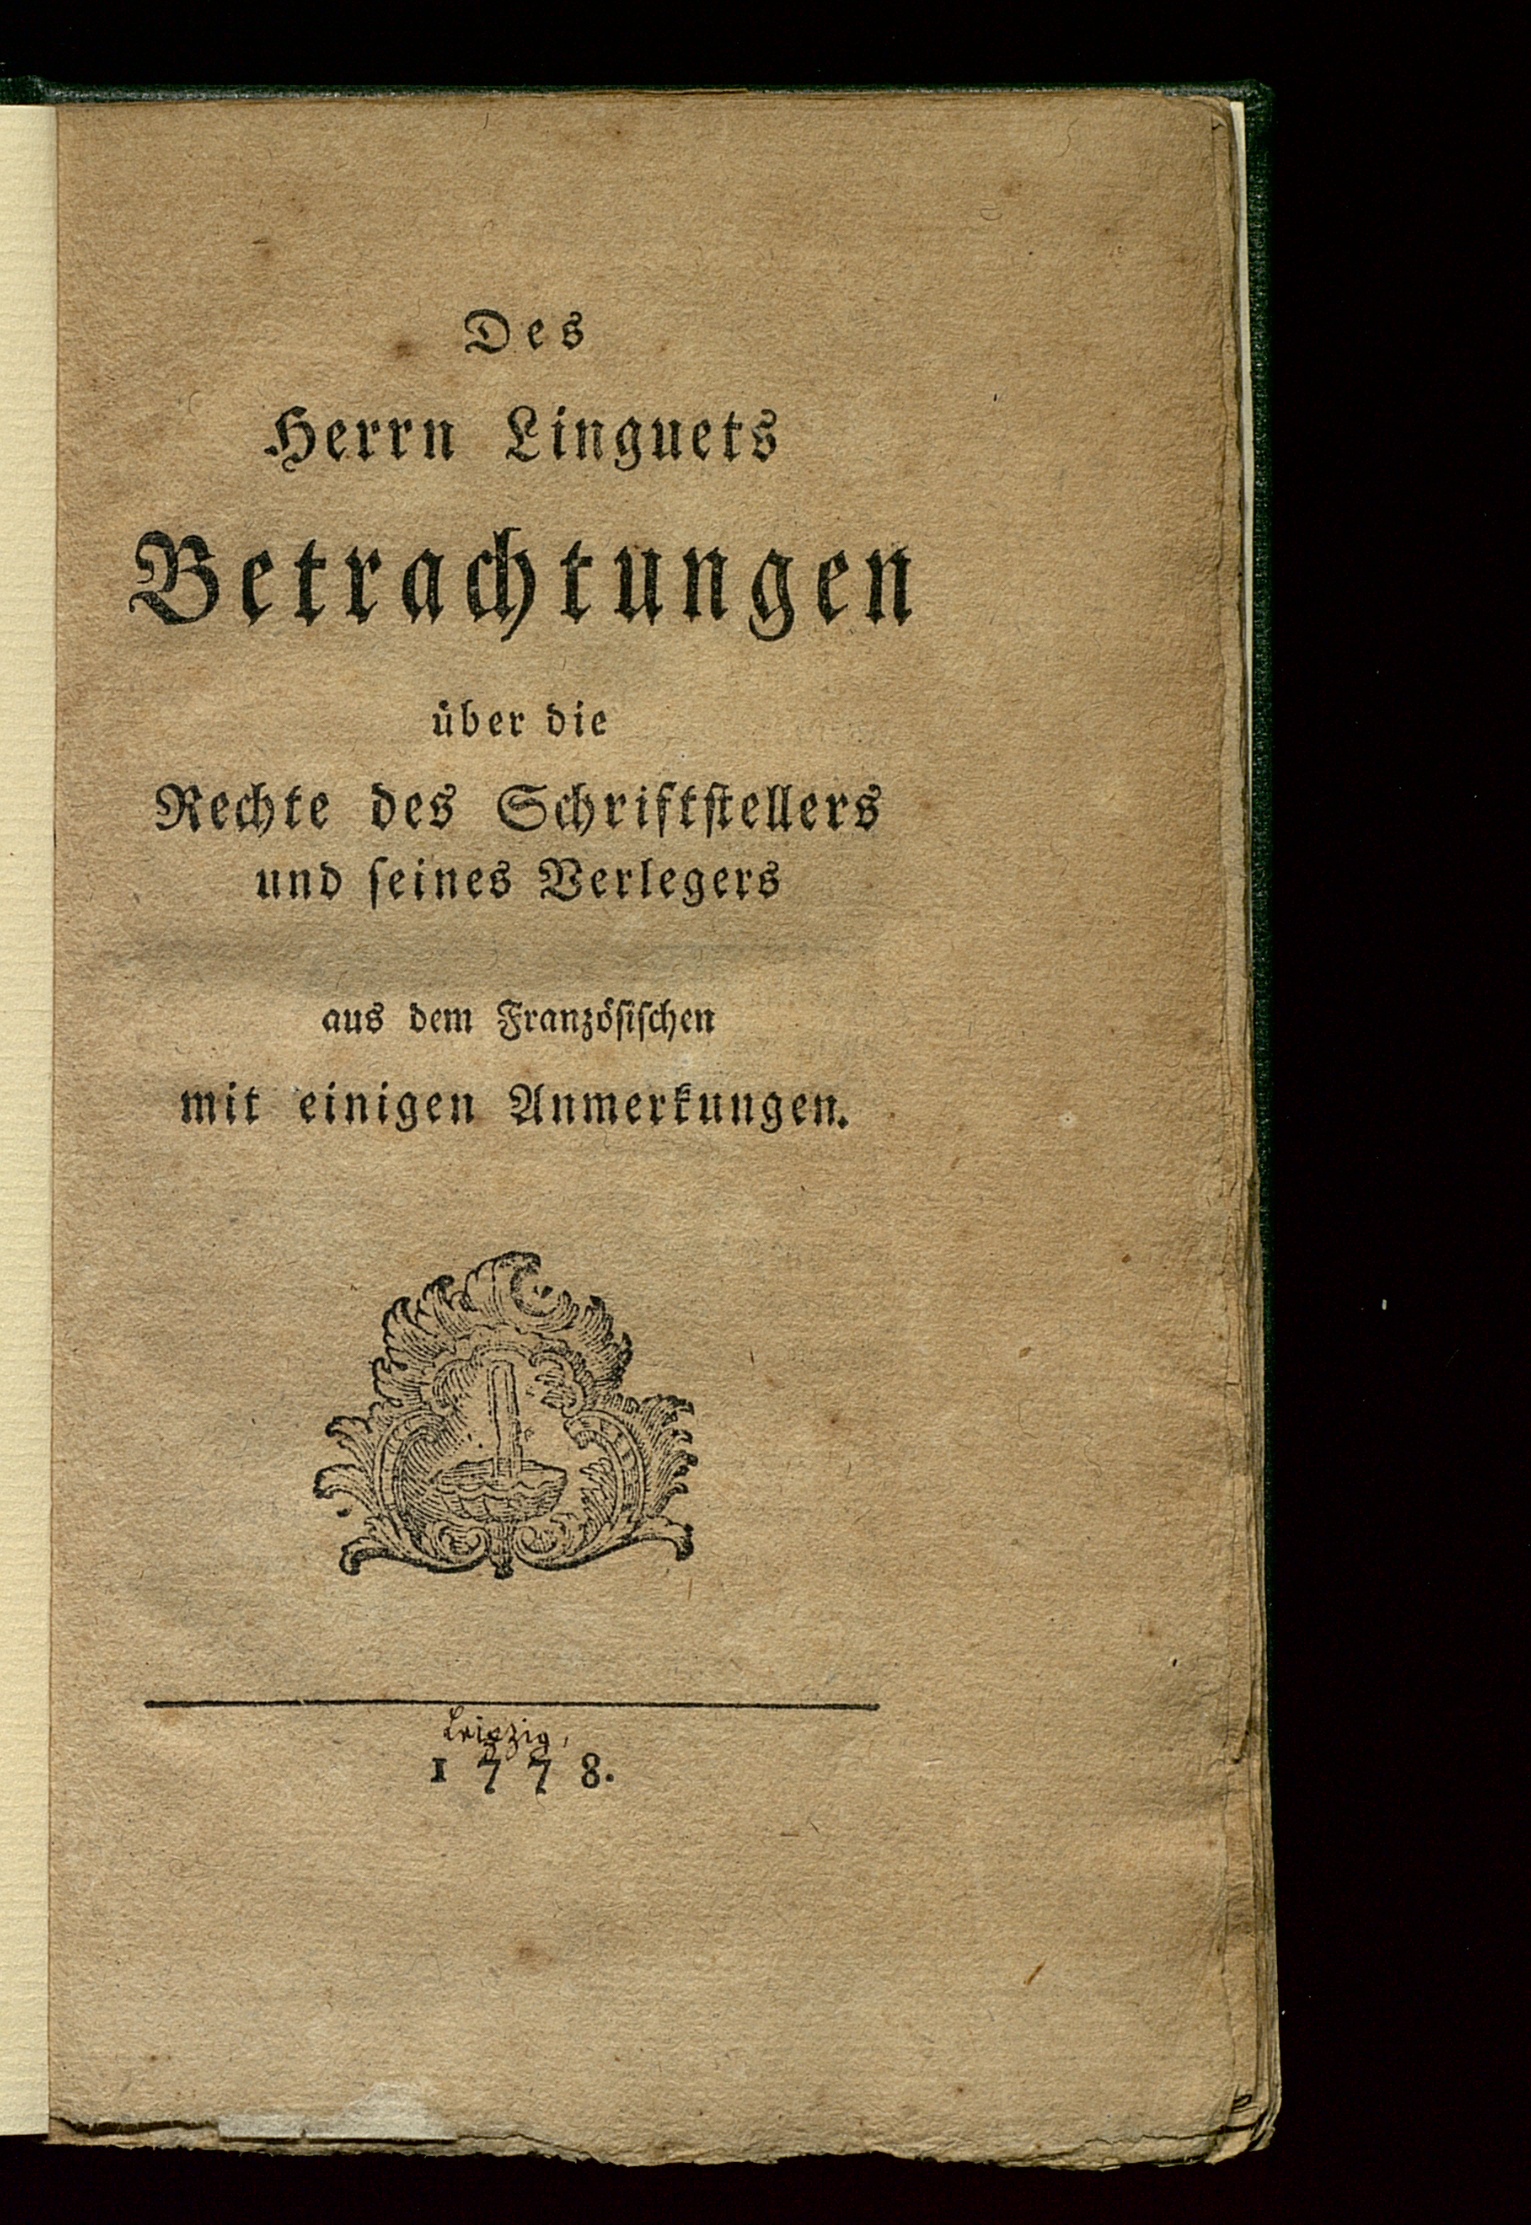 Des
Herrn Linguets
Betrachtungen
uͤber die
Rechte des Schriftſtellers
und ſeines Verlegers
aus dem Franzöſiſchen
mit einigen Anmerkungen.
Leipzig,
1778.